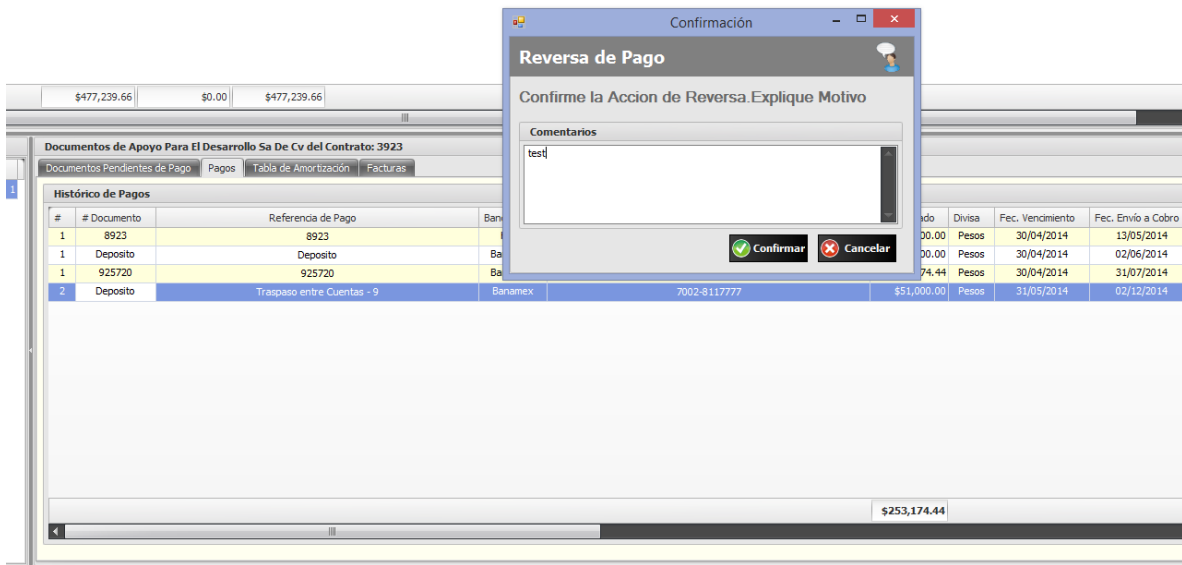 Confirmación
Reversa de Pago
Confirme la Accion de Reversa.Explique Motivo
Comentarios
test
Confirmar Cancelar
$477,239.66 $0.00 $477,239.66
Documentos de Apoyo Para El Desarrollo Sa De Cv del Contrato: 3923
Documentos Pendientes de Pago Pagos Tabla de Amortización Facturas
1
Histórico de Pagos
# # Documento Referencia de Pago Divisa Fec. Vencimiento Fec. Envío a Cobro
1 8923 8923 Pesos 30/04/2014 13/05/2014
1 Deposito Deposito Pesos 30/04/2014 02/06/2014
1 925720 925720 Pesos 30/04/2014 31/07/2014
2 Deposito Traspaso entre Cuentas - 9 Banamex 7002-8117777 $51,000.00 Pesos 31/05/2014 02/12/2014
$253,174.44